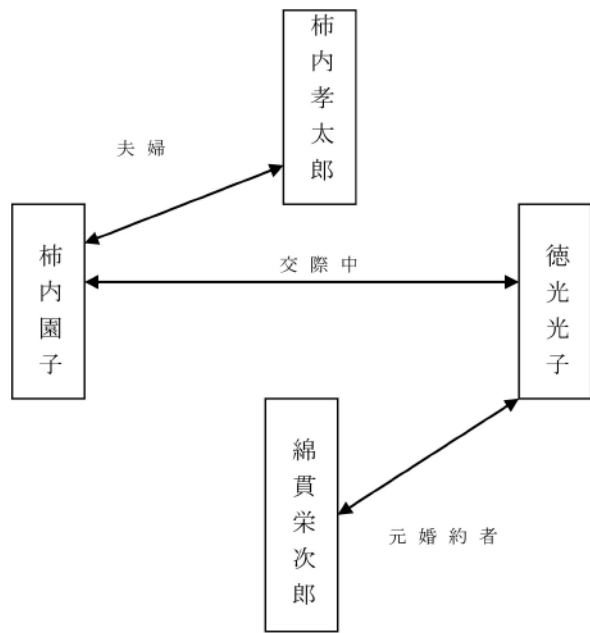 柿内孝太郎
夫婦
柿内園子
交際中
徳光光子
綿貫栄次郎
元婚約者